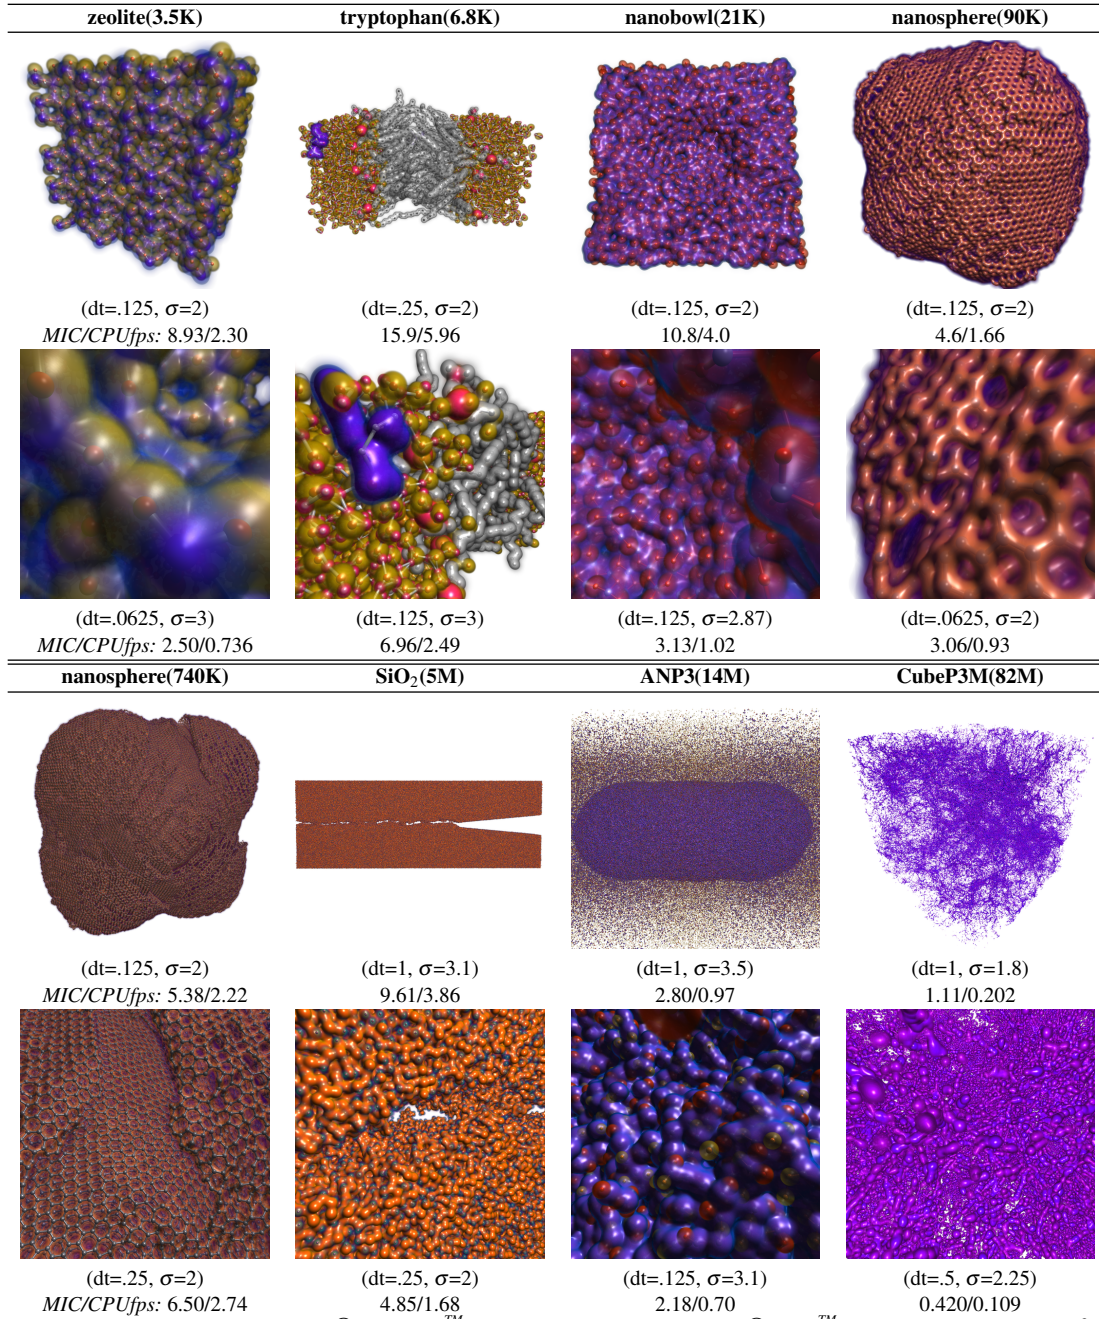 zeolite(3.5K) tryptophan(6.8K) nanobowl(21K) nanosphere(90K)
(dt=.125, σ=2) (dt=.25, σ=2) (dt=.125, σ=2) (dt=.125, σ=2)
MIC/CPUfps: 8.93/2.30 15.9/5.96 10.8/4.0 4.6/1.66
(dt=.0625, σ=3) (dt=.125, σ=3) (dt=.125, σ=2.87) (dt=.0625, σ=2)
MIC/CPUfps: 2.50/0.736 6.96/2.49 3.13/1.02 3.06/0.93
nanosphere(740K) SiO₂(5M) ANP3(14M) CubeP3M(82M)
(dt=.125, σ=2) (dt=1, σ=3.1) (dt=1, σ=3.5) (dt=1, σ=1.8)
MIC/CPUfps: 5.38/2.22 9.61/3.86 2.80/0.97 1.11/0.202
(dt=.25, σ=2) (dt=.25, σ=2) (dt=.125, σ=3.1) (dt=.5, σ=2.25)
MIC/CPUfps: 6.50/2.74 4.85/1.68 2.18/0.70 0.420/0.109